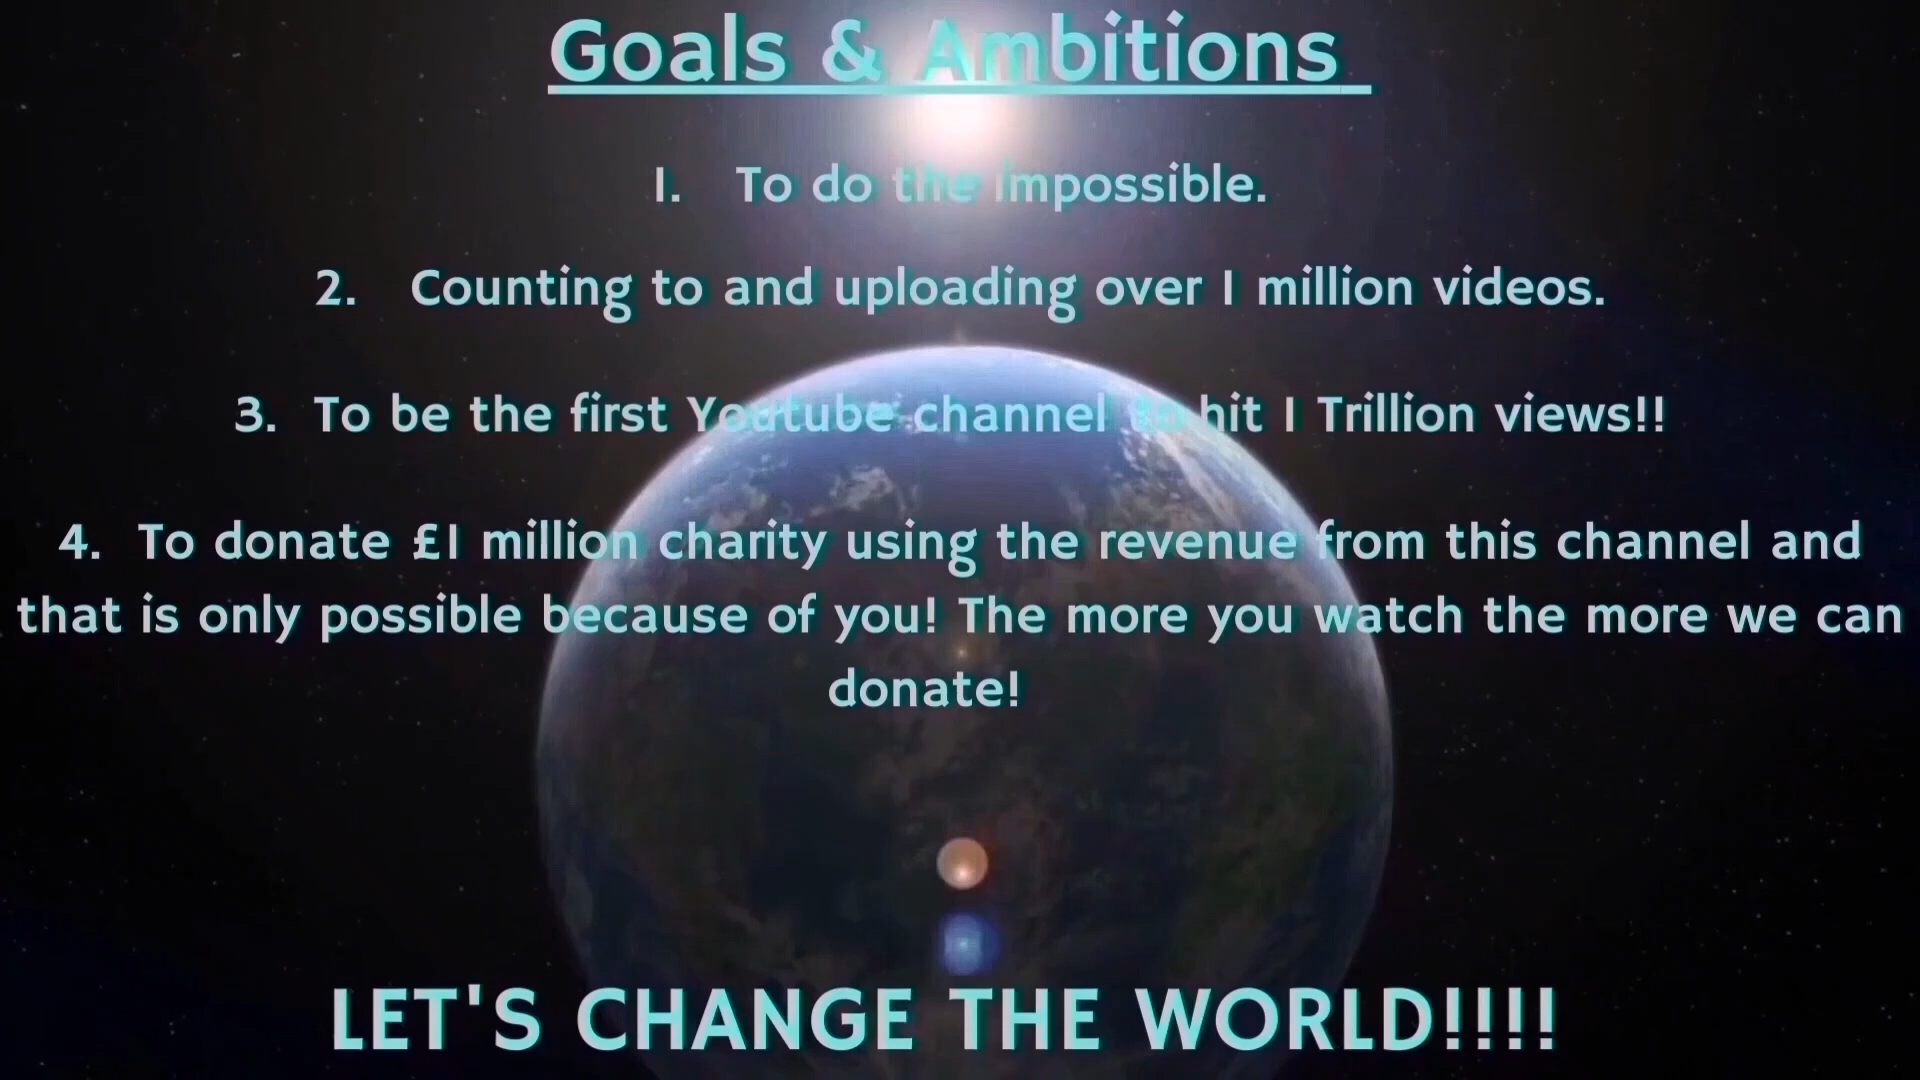 Goals & Ambitions
1. To do the impossible.
2. Counting to and uploading over 1 million videos.
3. To be the first Youtube channel to hit 1 Trillion views!!
4. To donate £1 million charity using the revenue from this channel and
that is only possible because of you! The more you watch the more we can
donate!
LET'S CHANGE THE WORLD!!!!